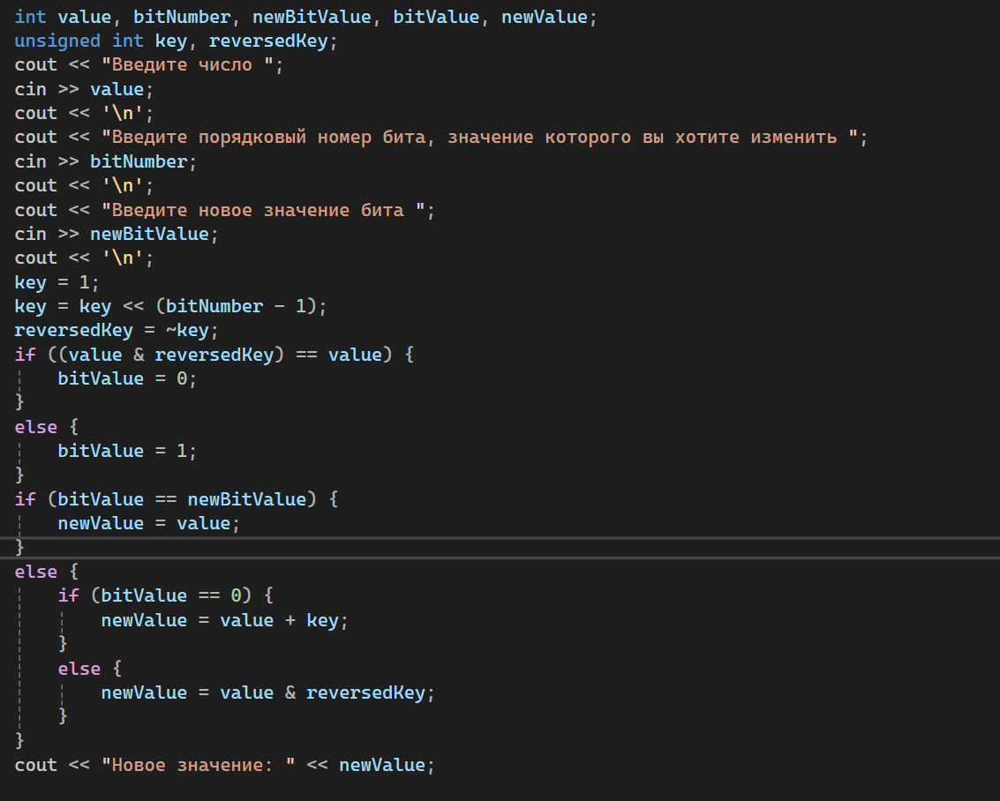 int value, bitNumber, newBitValue, bitValue, newValue;
unsigned int key, reversedKey;
cout << "Введите число ";
cin >> value;
cout << '\n';
cout << "Введите порядковый номер бита, значение которого вы хотите изменить ";
cin >> bitNumber;
cout << '\n';
cout << "Введите новое значение бита ";
cin >> newBitValue;
cout << '\n';
key = 1;
key = key << (bitNumber - 1);
reversedKey = ~key;
if ((value & reversedKey) == value) {
    bitValue = 0;
}
else {
    bitValue = 1;
}
if (bitValue == newBitValue) {
    newValue = value;
}
else {
    if (bitValue == 0) {
        newValue = value + key;
    }
    else {
        newValue = value & reversedKey;
    }
}
cout << "Новое значение: " << newValue;